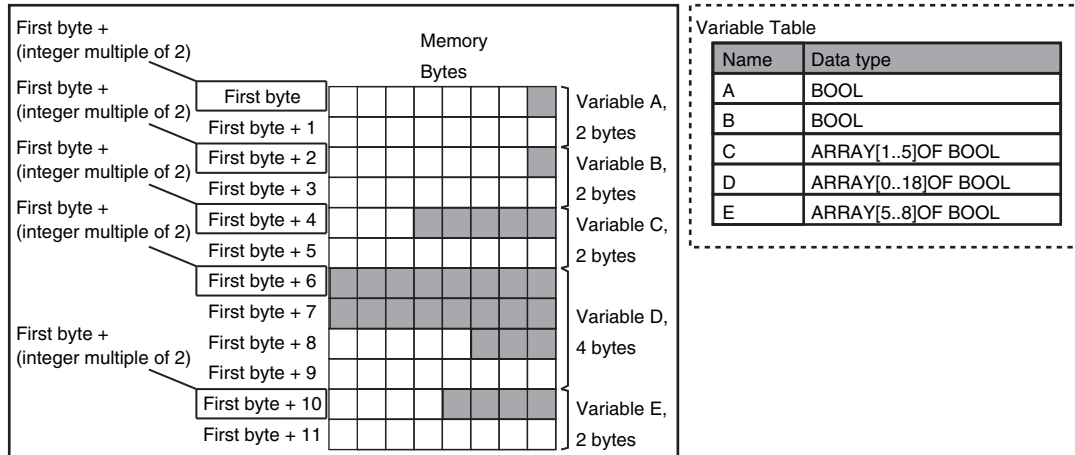 First byte +
(integer multiple of 2)
First byte +
(integer multiple of 2)
First byte +
(integer multiple of 2)
First byte +
(integer multiple of 2)
First byte +
(integer multiple of 2)
Memory
Bytes
First byte
First byte + 1
First byte + 2
First byte + 3
First byte + 4
First byte + 5
First byte + 6
First byte + 7
First byte + 8
First byte + 9
First byte + 10
First byte + 11
Variable A,
2 bytes
Variable B,
2 bytes
Variable C,
2 bytes
Variable D,
4 bytes
Variable E,
2 bytes
Variable Table
Name Data type
A BOOL
B BOOL
C ARRAY[1..5]OF BOOL
D ARRAY[0..18]OF BOOL
E ARRAY[5..8]OF BOOL